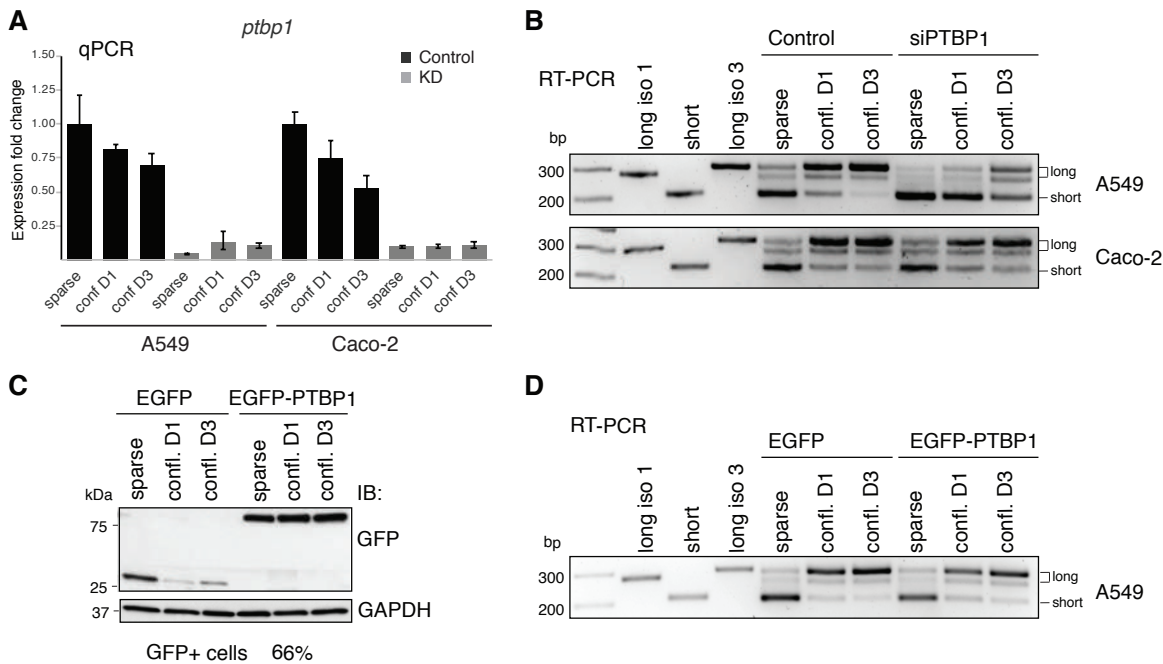 A
ptbp1
qPCR
Control
KD
Expression fold change
1.50
1.00
0.75
0.50
0.25
sparse
conf D1
conf D3
sparse
conf D1
conf D3
sparse
conf D1
conf D3
sparse
conf D1
conf D3
A549
Caco-2
B
RT-PCR
Control
siPTBP1
long iso 1
short
long iso 3
sparse
confl. D1
confl. D3
sparse
confl. D1
confl. D3
bp
300
200
long
short
A549
300
200
long
short
Caco-2
C
EGFP
EGFP-PTBP1
sparse
confl. D1
confl. D3
sparse
confl. D1
confl. D3
kDa
IB:
75
GFP
25
37
GAPDH
GFP+ cells 66%
D
RT-PCR
EGFP
EGFP-PTBP1
long iso 1
short
long iso 3
sparse
confl. D1
confl. D3
sparse
confl. D1
confl. D3
bp
300
200
long
short
A549